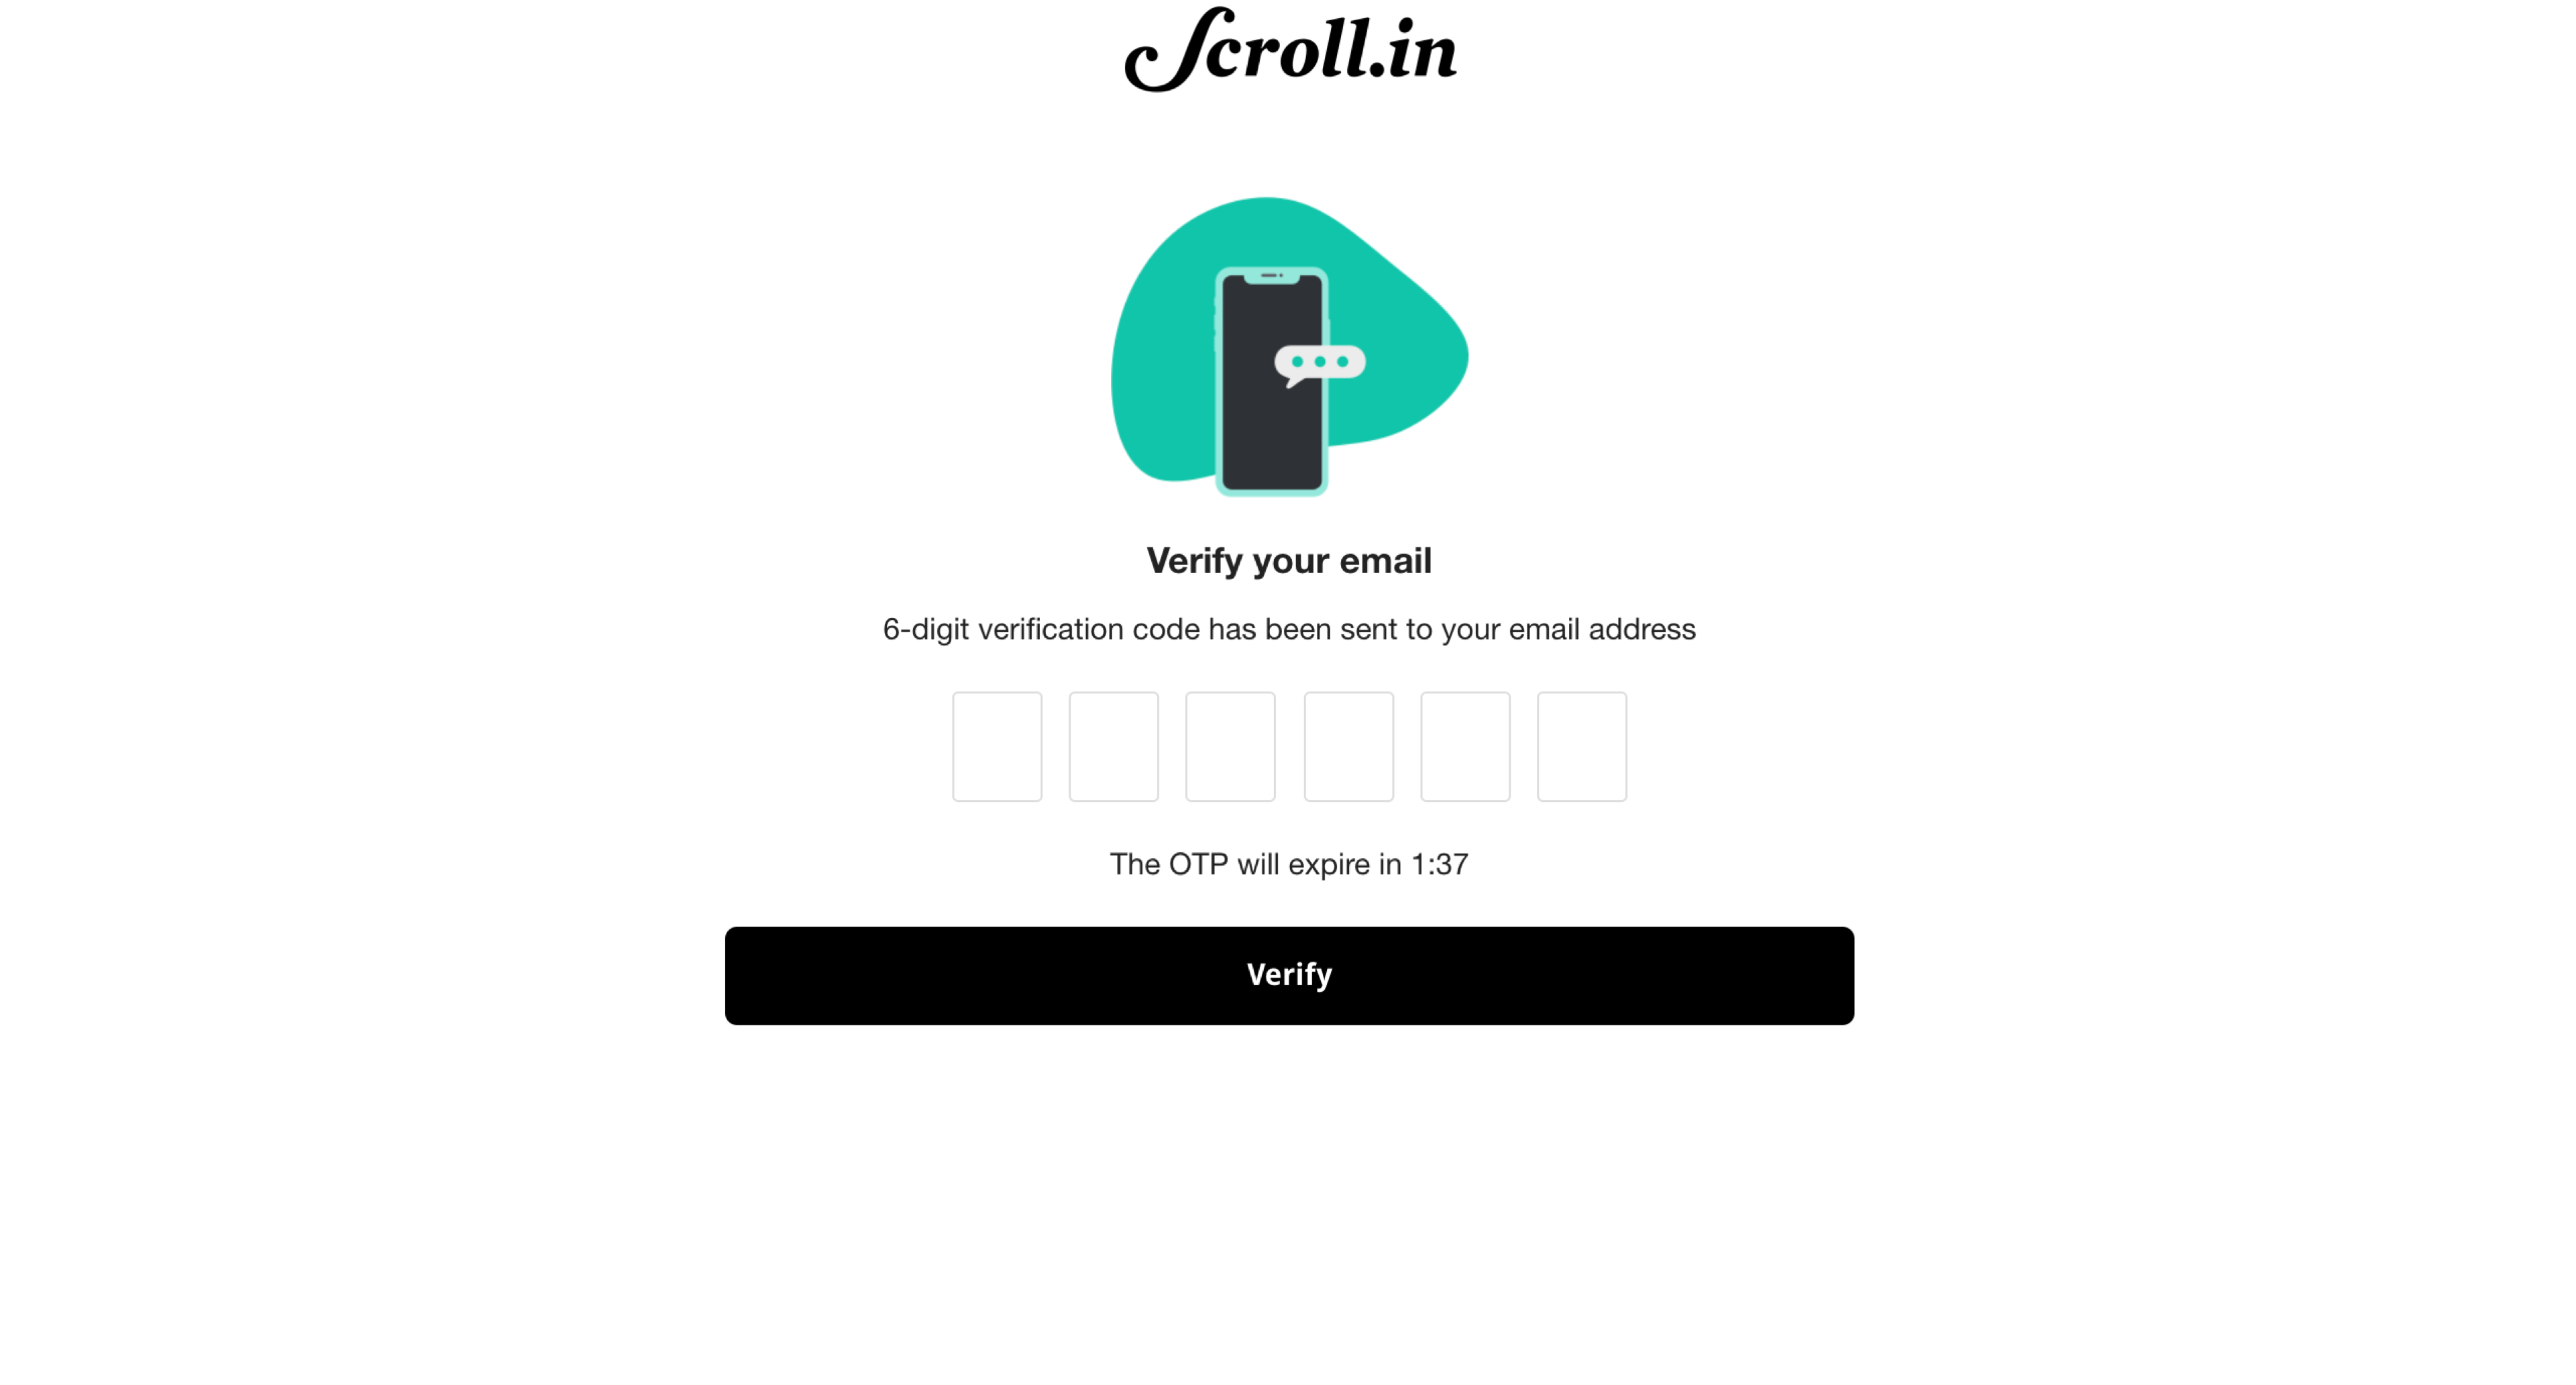 Scroll.in
Verify your email
6-digit verification code has been sent to your email address
The OTP will expire in 1:37
Verify